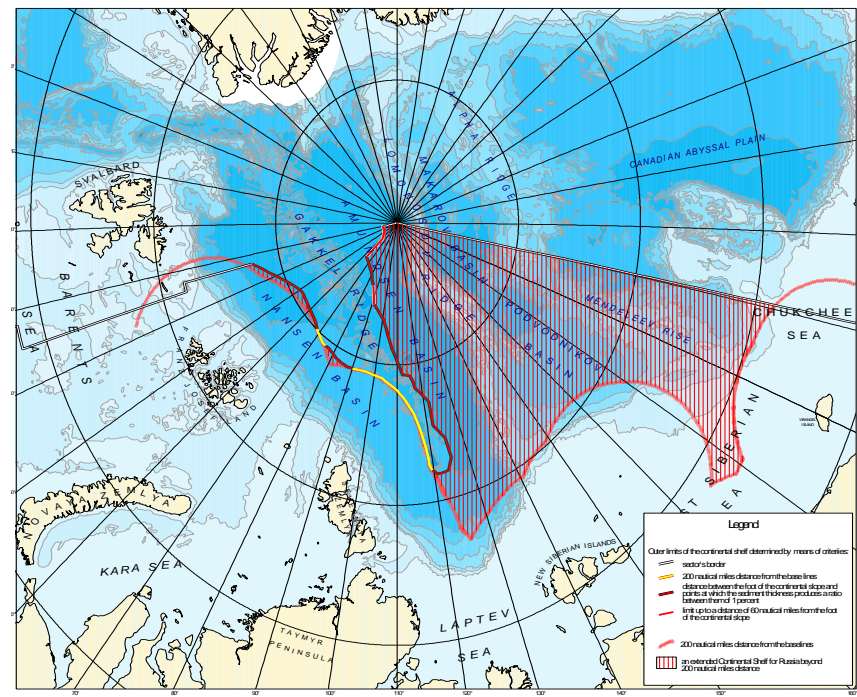 ALPHA RIDGE
LOMONOSOV RIDGE
MAKAROV BASIN
CANADIAN ABYSSAL PLAIN
SVALBARD
AMUNDSEN BASIN
GAKKEL RIDGE
NANSEN BASIN
PODVODNIKOV
BASIN
MENDELEEV RISE
BARENTS
SEA
CHUKCHEE
SEA
FRANZ JOSEF LAND
WRANGEL
ISLAND
SIBERIAN
SEA
NOVAYA ZEMLYA
KARA SEA
NEW SIBERIAN ISLANDS
LAPTEV
SEA
TAYMYR
PENINSULA
Legend
Outer limits of the continental shelf determined by means of criteries:
sector's border
200 nautical miles distance from the base lines
distance between the foot of the continental slope and
points at which the sediment thickness produces a ratio
between them of 1 percent
limit up to a distance of 60 nautical miles from the foot
of the continental slope
200 nautical miles distance from the baselines
an extended Continental Shelf for Russia beyond
200 nautical miles distance